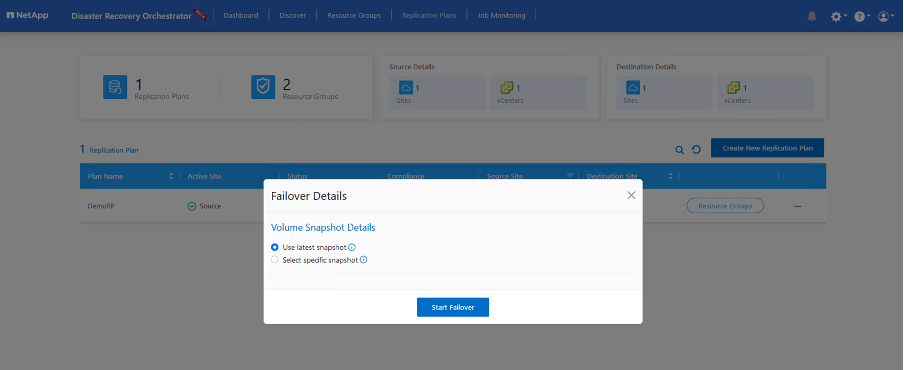 NetApp
Disaster Recovery Orchestrator
Dashboard
Discover
Resource Groups
Replication Plans
Job Monitoring
1
Replication Plans
2
Resource Groups
Source Details
1
Sites
1
vCenters
Destination Details
1
Sites
1
vCenters
1 Replication Plan
Create New Replication Plan
Plan Name
Active Site
Status
Compliance
Source Site
Destination Site
DemoRP
Source
Resource Groups
Failover Details
Volume Snapshot Details
Use latest snapshot
Select specific snapshot
Start Failover